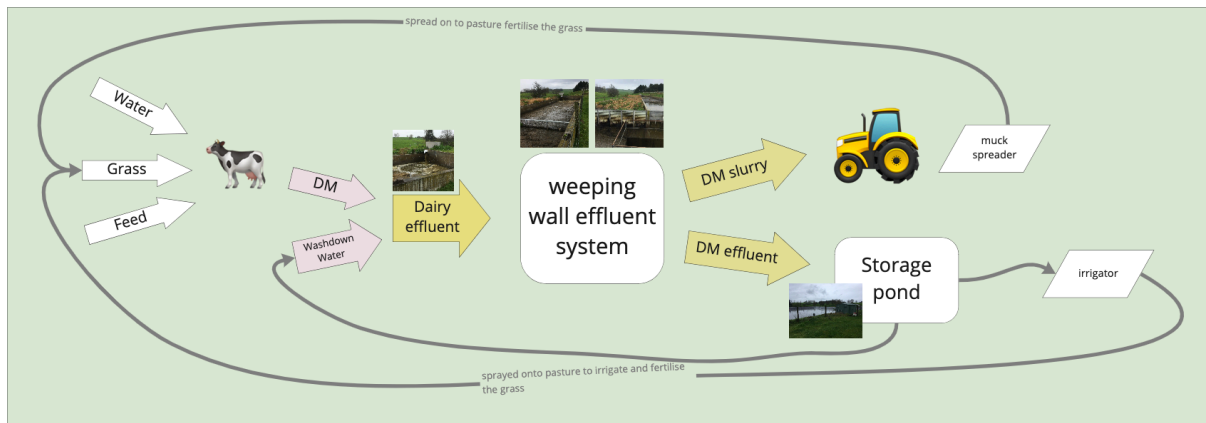 spread on to pasture fertilise the grass
Water
Grass
Feed
DM
Washdown
Water
Dairy
effluent
weeping
wall effluent
system
DM slurry
DM effluent
muck
spreader
Storage
pond
irrigator
sprayed onto pasture to irrigate and fertilise
the grass